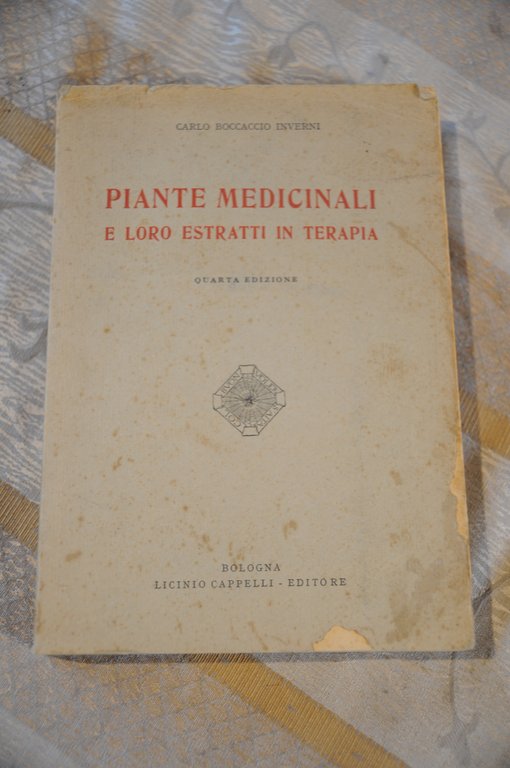 CARLO BOCCACCIO INVERNI
PIANTE MEDICINALI
E LORO ESTRATTI IN TERAPIA
QUARTA EDIZIONE
BOLOGNA
LICINIO CAPPELLI - EDITORE